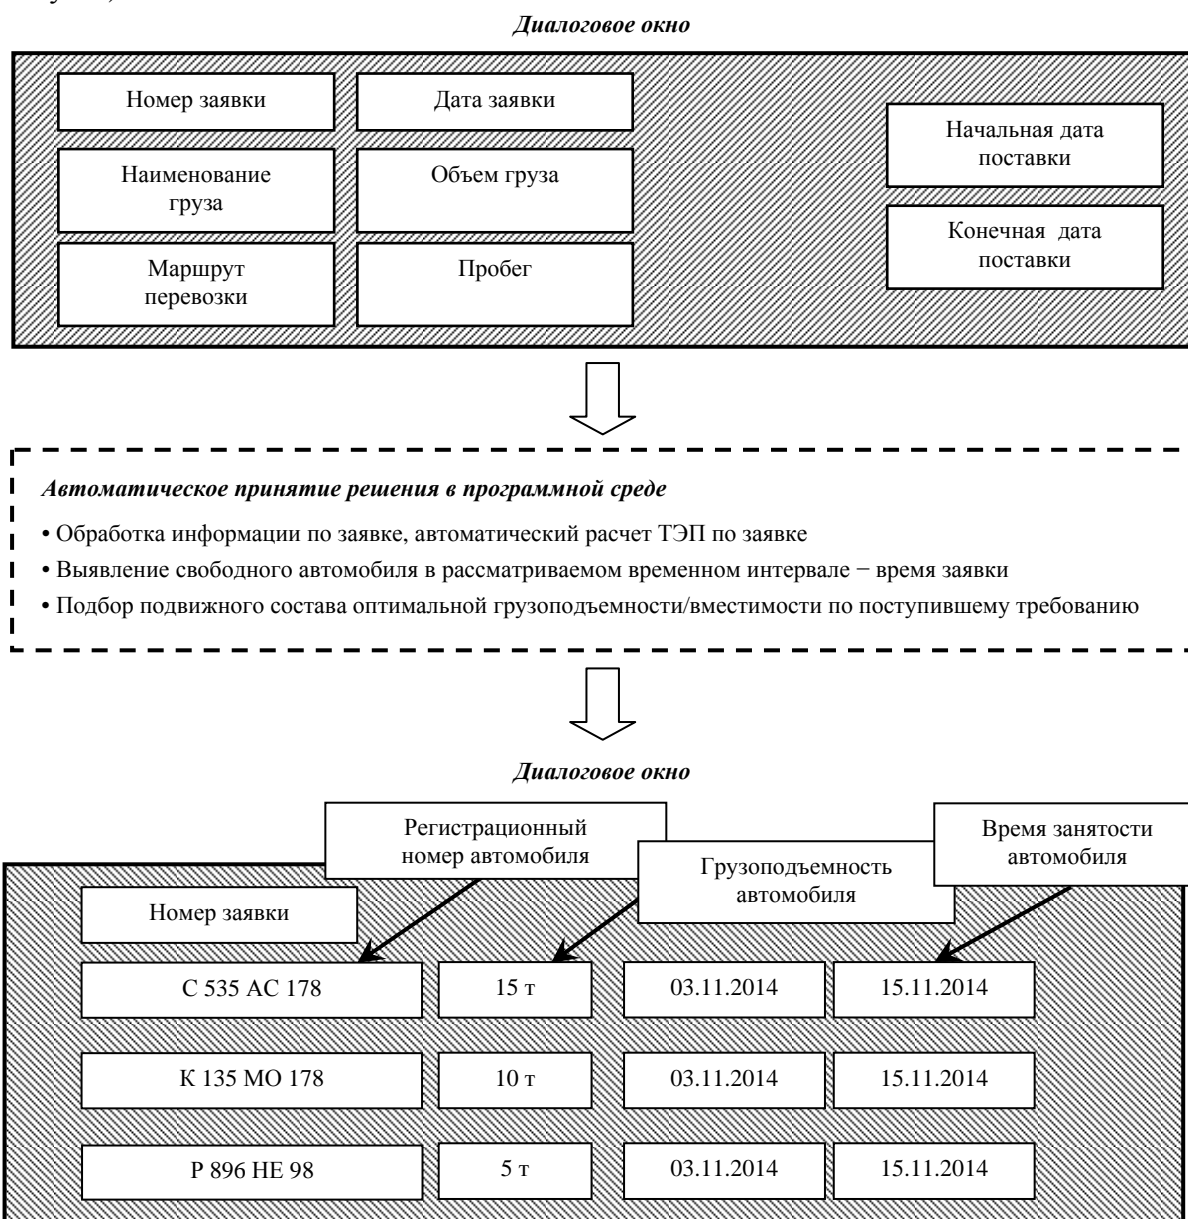 Диалоговое окно
Номер заявки
Дата заявки
Начальная дата
поставки
Наименование
груза
Объем груза
Конечная дата
поставки
Маршрут
перевозки
Пробег
Автоматическое принятие решения в программной среде
• Обработка информации по заявке, автоматический расчет ТЭП по заявке
• Выявление свободного автомобиля в рассматриваемом временном интервале − время заявки
• Подбор подвижного состава оптимальной грузоподъемности/вместимости по поступившему требованию
Диалоговое окно
Регистрационный
номер автомобиля
Грузоподъемность
автомобиля
Время занятости
автомобиля
Номер заявки
С 535 АС 178
15 т
03.11.2014
15.11.2014
К 135 МО 178
10 т
03.11.2014
15.11.2014
Р 896 НЕ 98
5 т
03.11.2014
15.11.2014